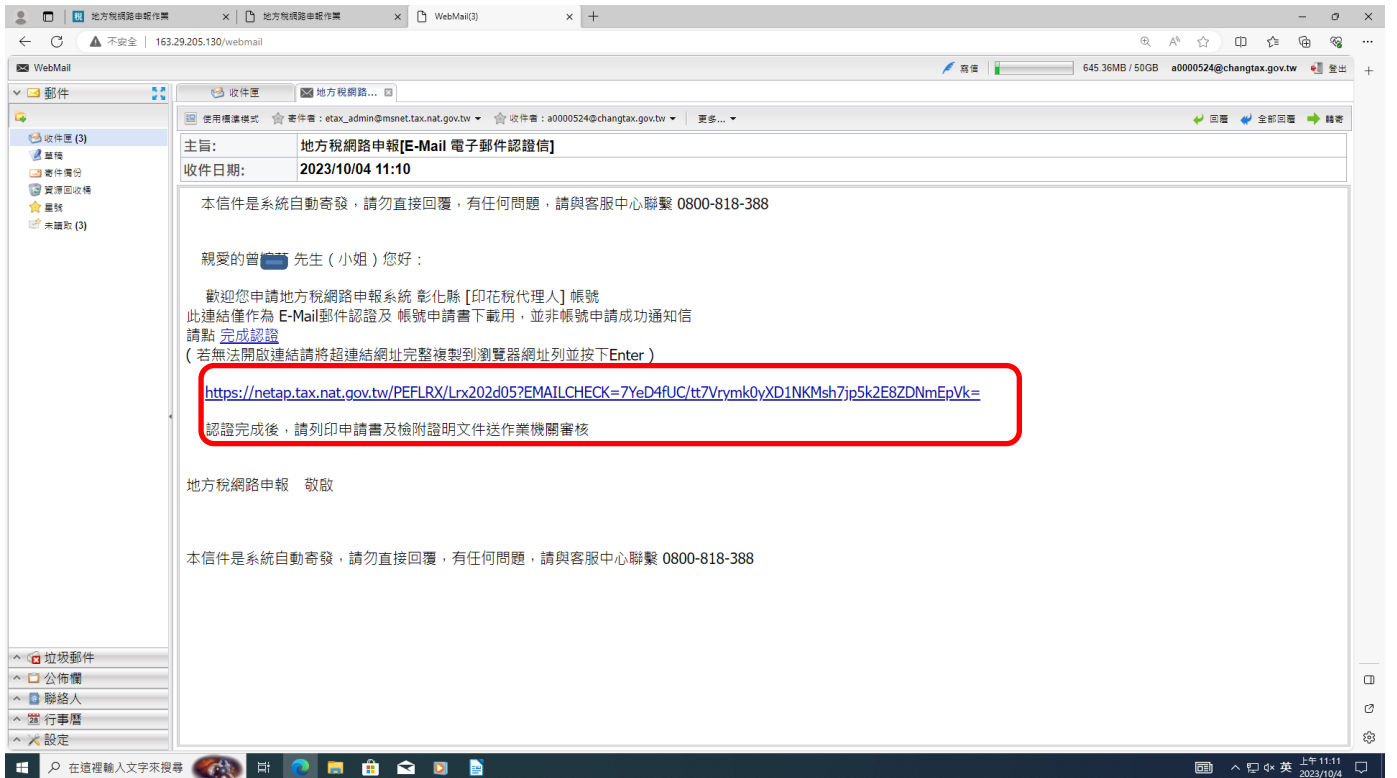 地方稅網路申報作業
地方稅網路申報作業
WebMail(3)
不安全 | 163.29.205.130/webmail
WebMail
寫信
645.36MB / 50GB
a0000524@changtax.gov.tw
登出
郵件
收件匣 (3)
草稿
寄件備份
資源回收桶
星號
未讀取 (3)
收件匣
地方稅網路...
使用標準模式
寄件者：etax_admin@msnet.tax.nat.gov.tw
收件者：a0000524@changtax.gov.tw
更多...
回覆
全部回覆
轉寄
主旨: 地方稅網路申報[E-Mail 電子郵件認證信]
收件日期: 2023/10/04 11:10
本信件是系統自動寄發，請勿直接回覆，有任何問題，請與客服中心聯繫 0800-818-388
親愛的曾 先生（小姐）您好：
歡迎您申請地方稅網路申報系統 彰化縣 [印花稅代理人] 帳號
此連結僅作為 E-Mail郵件認證及 帳號申請書下載用，並非帳號申請成功通知信
請點 完成認證
( 若無法開啟連結請將超連結網址完整複製到瀏覽器網址列並按下Enter )
https://netap.tax.nat.gov.tw/PEFLRX/Lrx202d05?EMAILCHECK=7YeD4fUC/tt7Vrymk0yXD1NKMsh7jp5k2E8ZDNmEpVk=
認證完成後，請列印申請書及檢附證明文件送作業機關審核
地方稅網路申報 敬啟
本信件是系統自動寄發，請勿直接回覆，有任何問題，請與客服中心聯繫 0800-818-388
垃圾郵件
公佈欄
聯絡人
28 行事曆
設定
在這裡輸入文字來搜尋
英
上午 11:11
2023/10/4